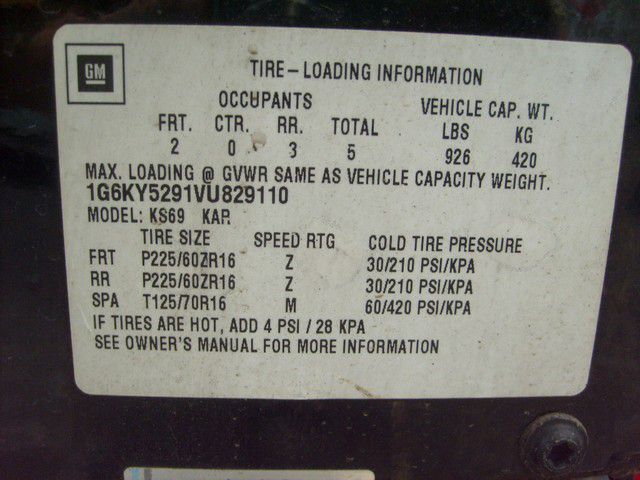 GM
TIRE-LOADING INFORMATION
OCCUPANTS VEHICLE CAP. WT.
FRT. CTR. RR. TOTAL LBS KG
2 0 3 5 926 420
MAX. LOADING @ GVWR SAME AS VEHICLE CAPACITY WEIGHT.
1G6KY5291VU829110
MODEL: KS69 KAP.
TIRE SIZE SPEED RTG COLD TIRE PRESSURE
FRT P225/60ZR16 Z 30/210 PSI/KPA
RR P225/60ZR16 Z 30/210 PSI/KPA
SPA T125/70R16 M 60/420 PSI/KPA
IF TIRES ARE HOT, ADD 4 PSI / 28 KPA
SEE OWNER'S MANUAL FOR MORE INFORMATION